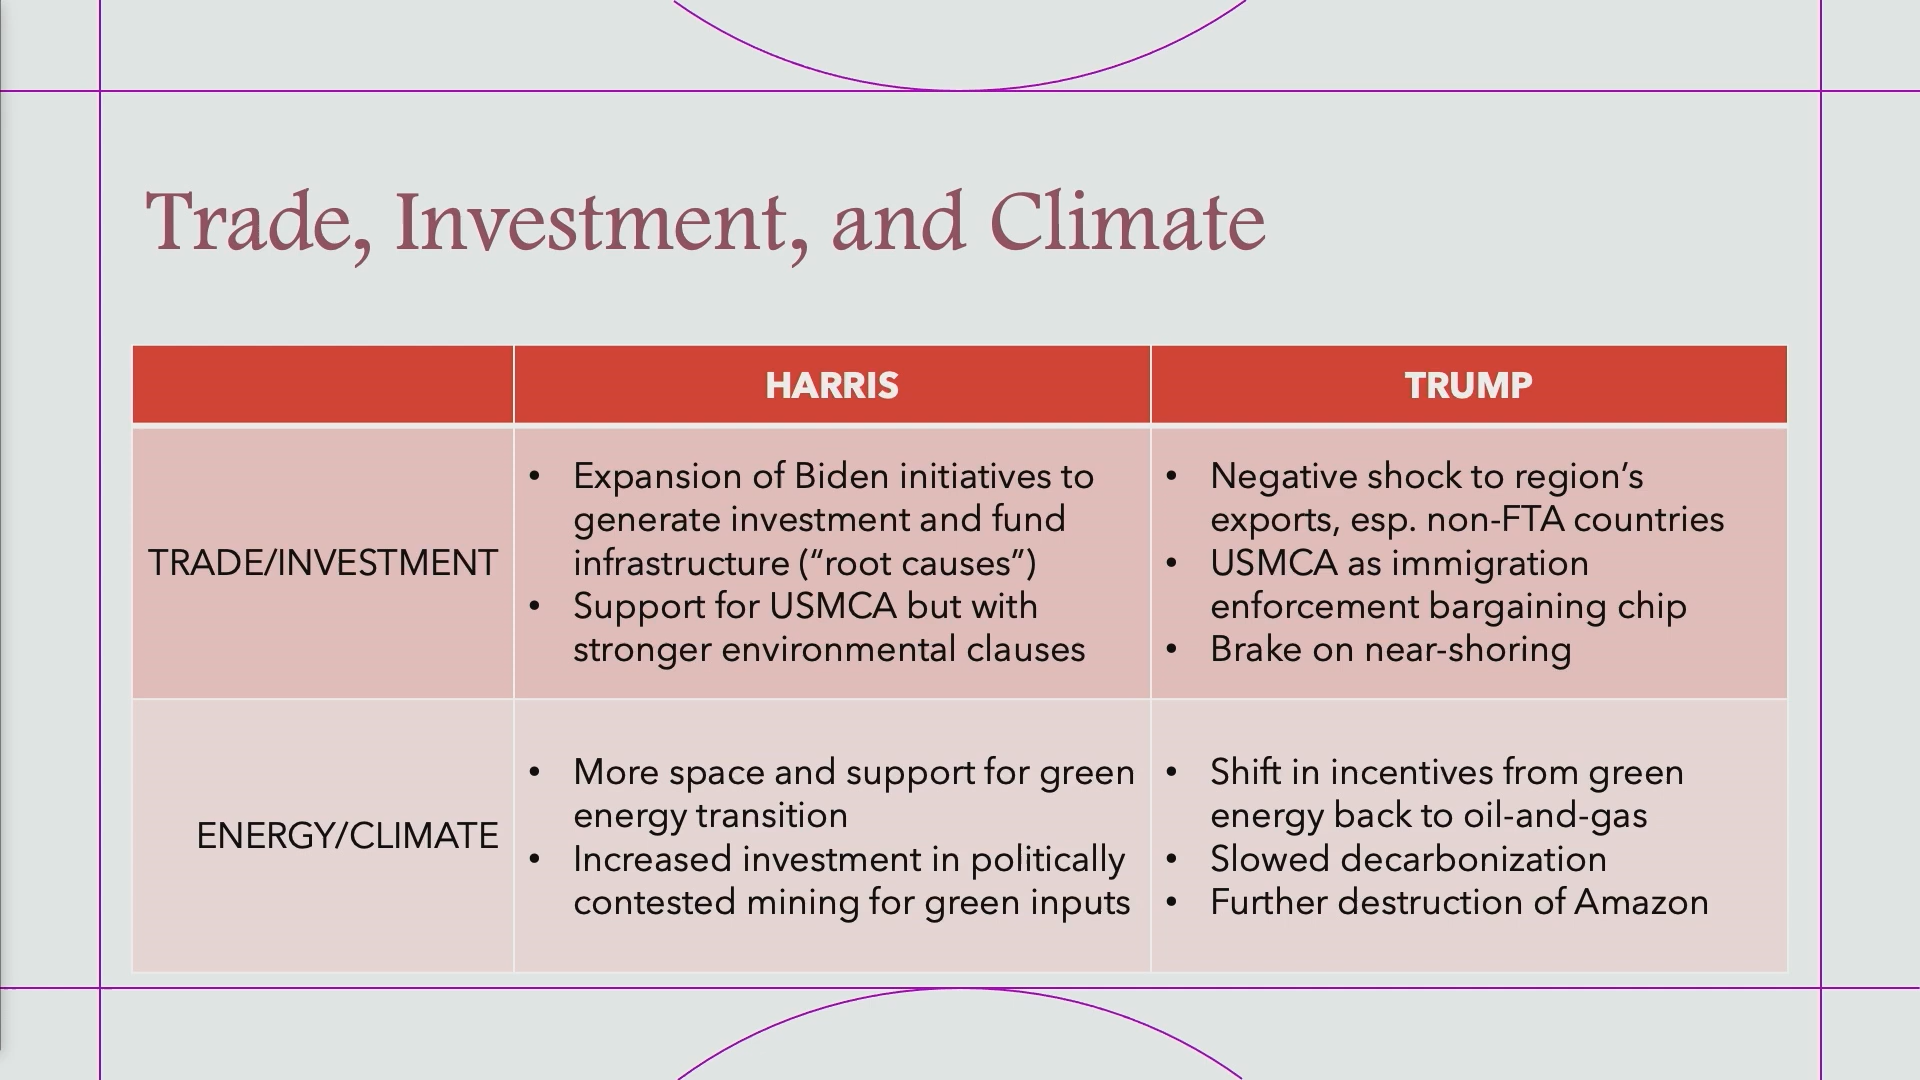 Trade, Investment, and Climate
HARRIS
TRUMP
TRADE/INVESTMENT
• Expansion of Biden initiatives to
generate investment and fund
infrastructure (“root causes”)
• Support for USMCA but with
stronger environmental clauses
• Negative shock to region’s
exports, esp. non-FTA countries
• USMCA as immigration
enforcement bargaining chip
• Brake on near-shoring
ENERGY/CLIMATE
• More space and support for green
energy transition
• Increased investment in politically
contested mining for green inputs
• Shift in incentives from green
energy back to oil-and-gas
• Slowed decarbonization
• Further destruction of Amazon